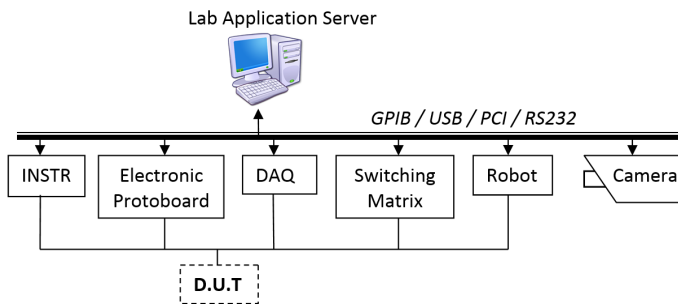 Lab Application Server
GPIB / USB / PCI / RS232
INSTR
Electronic
Protoboard
DAQ
Switching
Matrix
Robot
Camera
D.U.T